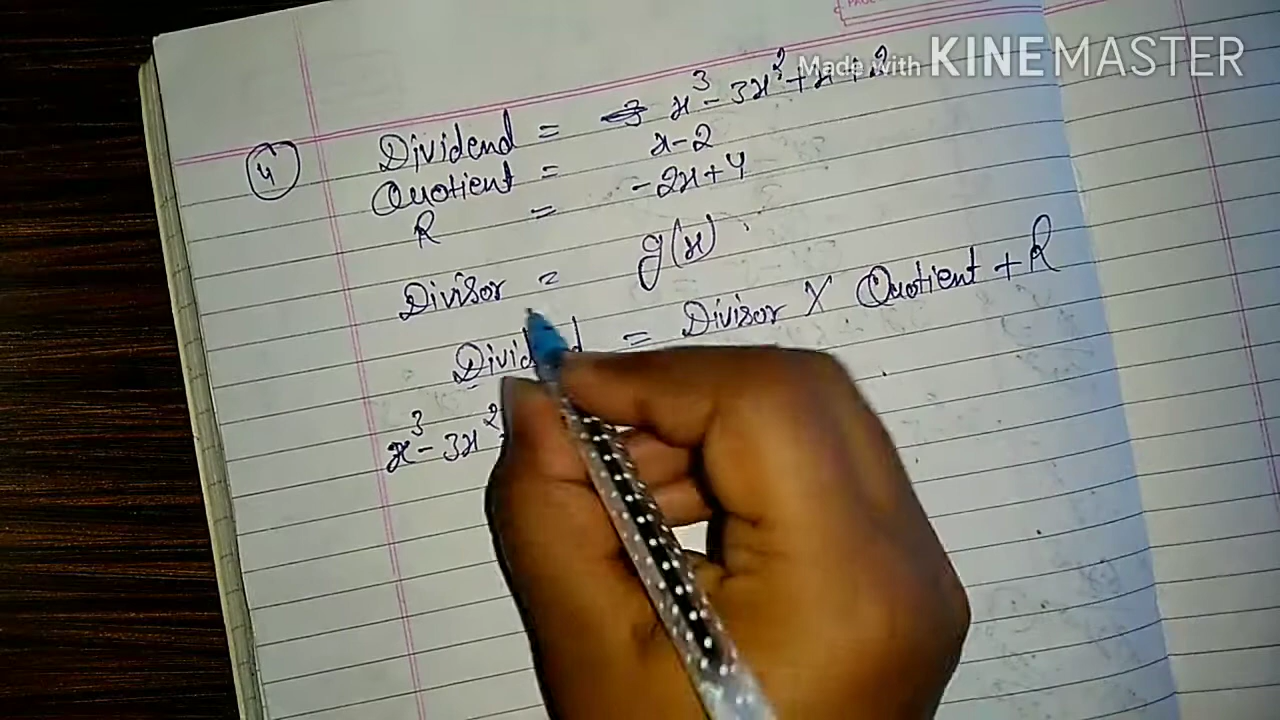 Made with KINEMASTER
4 Dividend = x³ - 3x² + x + 2
Quotient = x-2
R = -2x+4
Divisor = g(x)
Dividend = Divisor X Quotient + R
x³ - 3x²